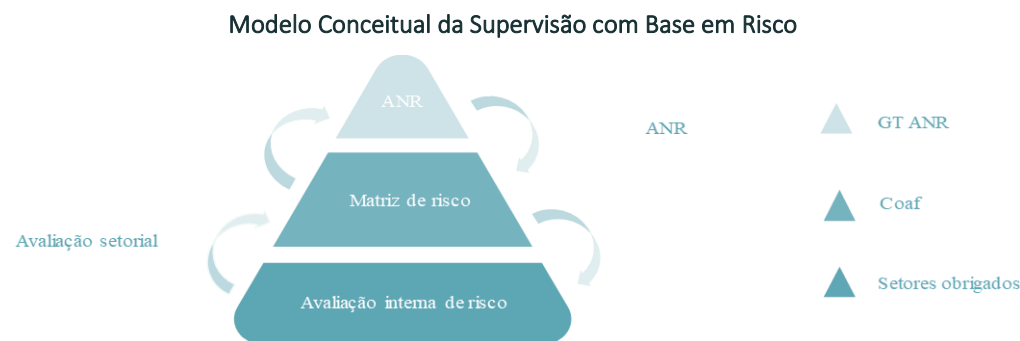 Modelo Conceitual da Supervisão com Base em Risco
ANR
ANR
GT ANR
Matriz de risco
Coaf
Avaliação setorial
Avaliação interna de risco
Setores obrigados